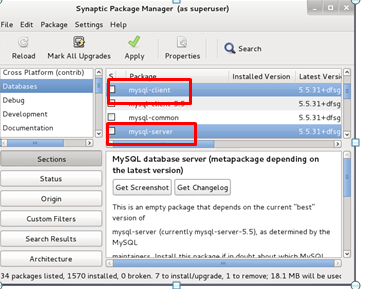 Synaptic Package Manager (as superuser)
File Edit Package Settings Help
Reload Mark All Upgrades Apply Properties Search
Cross Platform (contrib)
Databases
Debug
Development
Documentation
S Package Installed Version Latest Versi
mysql-client 5.5.31+dfsg
mysql-client-5.5 5.5.31+dfsg
mysql-common 5.5.31+dfsg
mysql-server 5.5.31+dfsg
Sections
Status
Origin
Custom Filters
Search Results
Architecture
MySQL database server (metapackage depending on
the latest version)
Get Screenshot Get Changelog
This is an empty package that depends on the current "best"
version of
mysql-server (currently mysql-server-5.5), as determined by the
MySQL
maintainers. Install this package if in doubt about which MySQL
34 packages listed, 1570 installed, 0 broken. 7 to install/upgrade, 1 to remove; 18.1 MB will be used